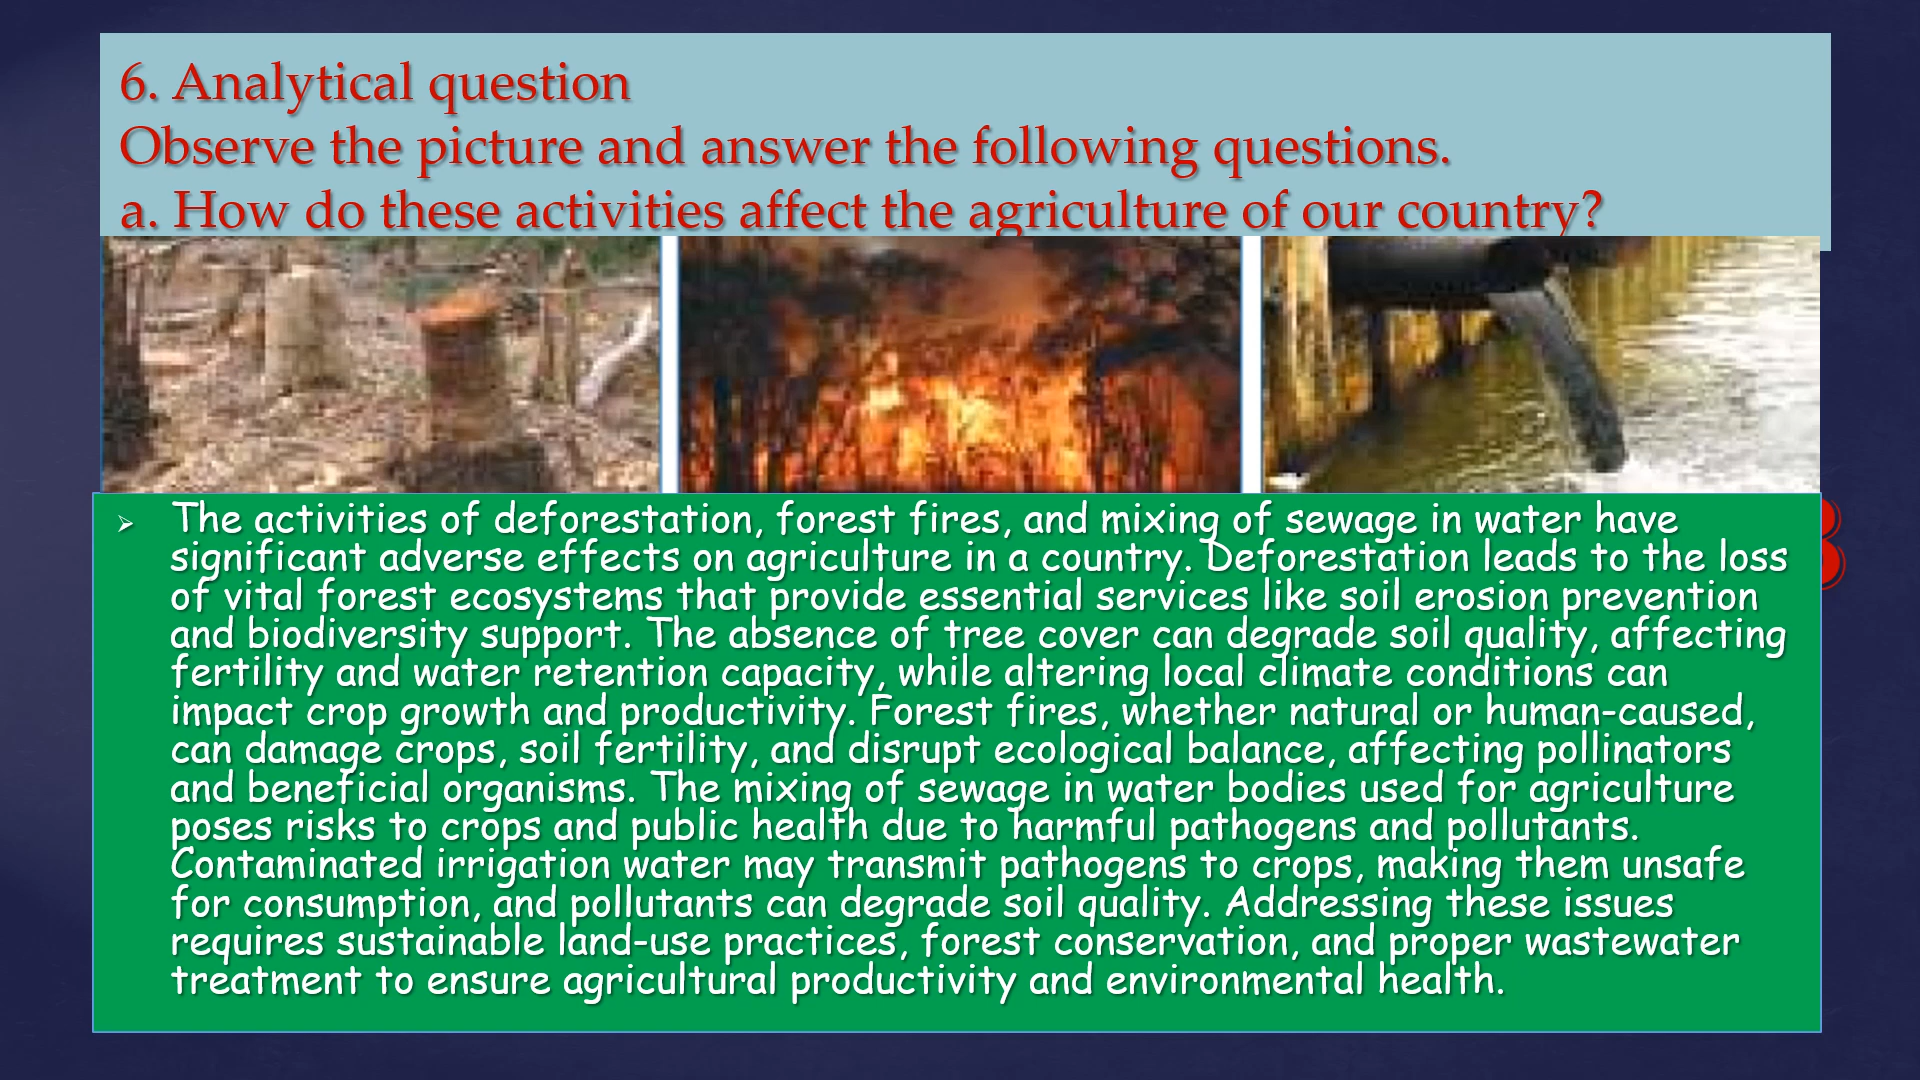 6. Analytical question
Observe the picture and answer the following questions.
a. How do these activities affect the agriculture of our country?
The activities of deforestation, forest fires, and mixing of sewage in water have
significant adverse effects on agriculture in a country. Deforestation leads to the loss
of vital forest ecosystems that provide essential services like soil erosion prevention
and biodiversity support. The absence of tree cover can degrade soil quality, affecting
fertility and water retention capacity, while altering local climate conditions can
impact crop growth and productivity. Forest fires, whether natural or human-caused,
can damage crops, soil fertility, and disrupt ecological balance, affecting pollinators
and beneficial organisms. The mixing of sewage in water bodies used for agriculture
poses risks to crops and public health due to harmful pathogens and pollutants.
Contaminated irrigation water may transmit pathogens to crops, making them unsafe
for consumption, and pollutants can degrade soil quality. Addressing these issues
requires sustainable land-use practices, forest conservation, and proper wastewater
treatment to ensure agricultural productivity and environmental health.